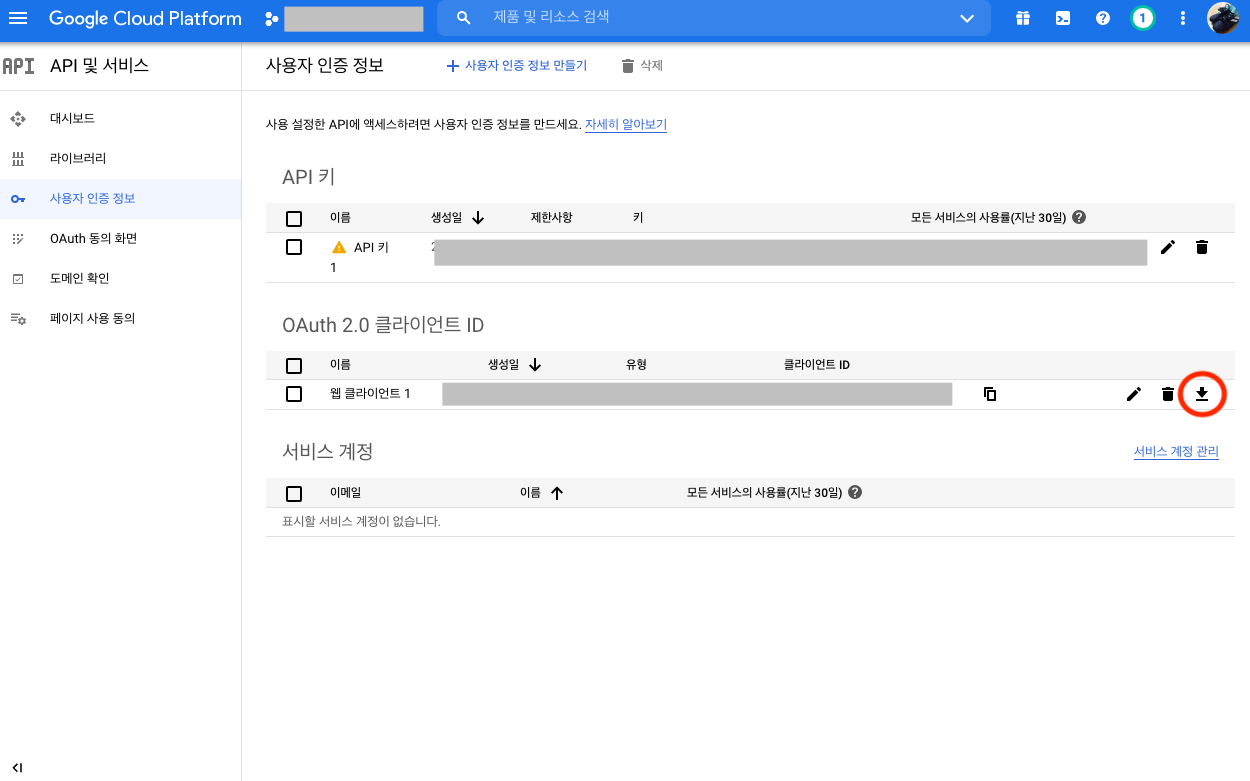 Google Cloud Platform
제품 및 리소스 검색
1
API API 및 서비스
사용자 인증 정보
사용자 인증 정보 만들기
삭제
대시보드
라이브러리
사용자 인증 정보
OAuth 동의 화면
도메인 확인
페이지 사용 동의
사용 설정한 API에 액세스하려면 사용자 인증 정보를 만드세요. 자세히 알아보기
API 키
이름 생성일 제한사항 키 모든 서비스의 사용률(지난 30일)
API 키
1
OAuth 2.0 클라이언트 ID
이름 생성일 유형 클라이언트 ID
웹 클라이언트 1
서비스 계정
서비스 계정 관리
이메일 이름 모든 서비스의 사용률(지난 30일)
표시할 서비스 계정이 없습니다.